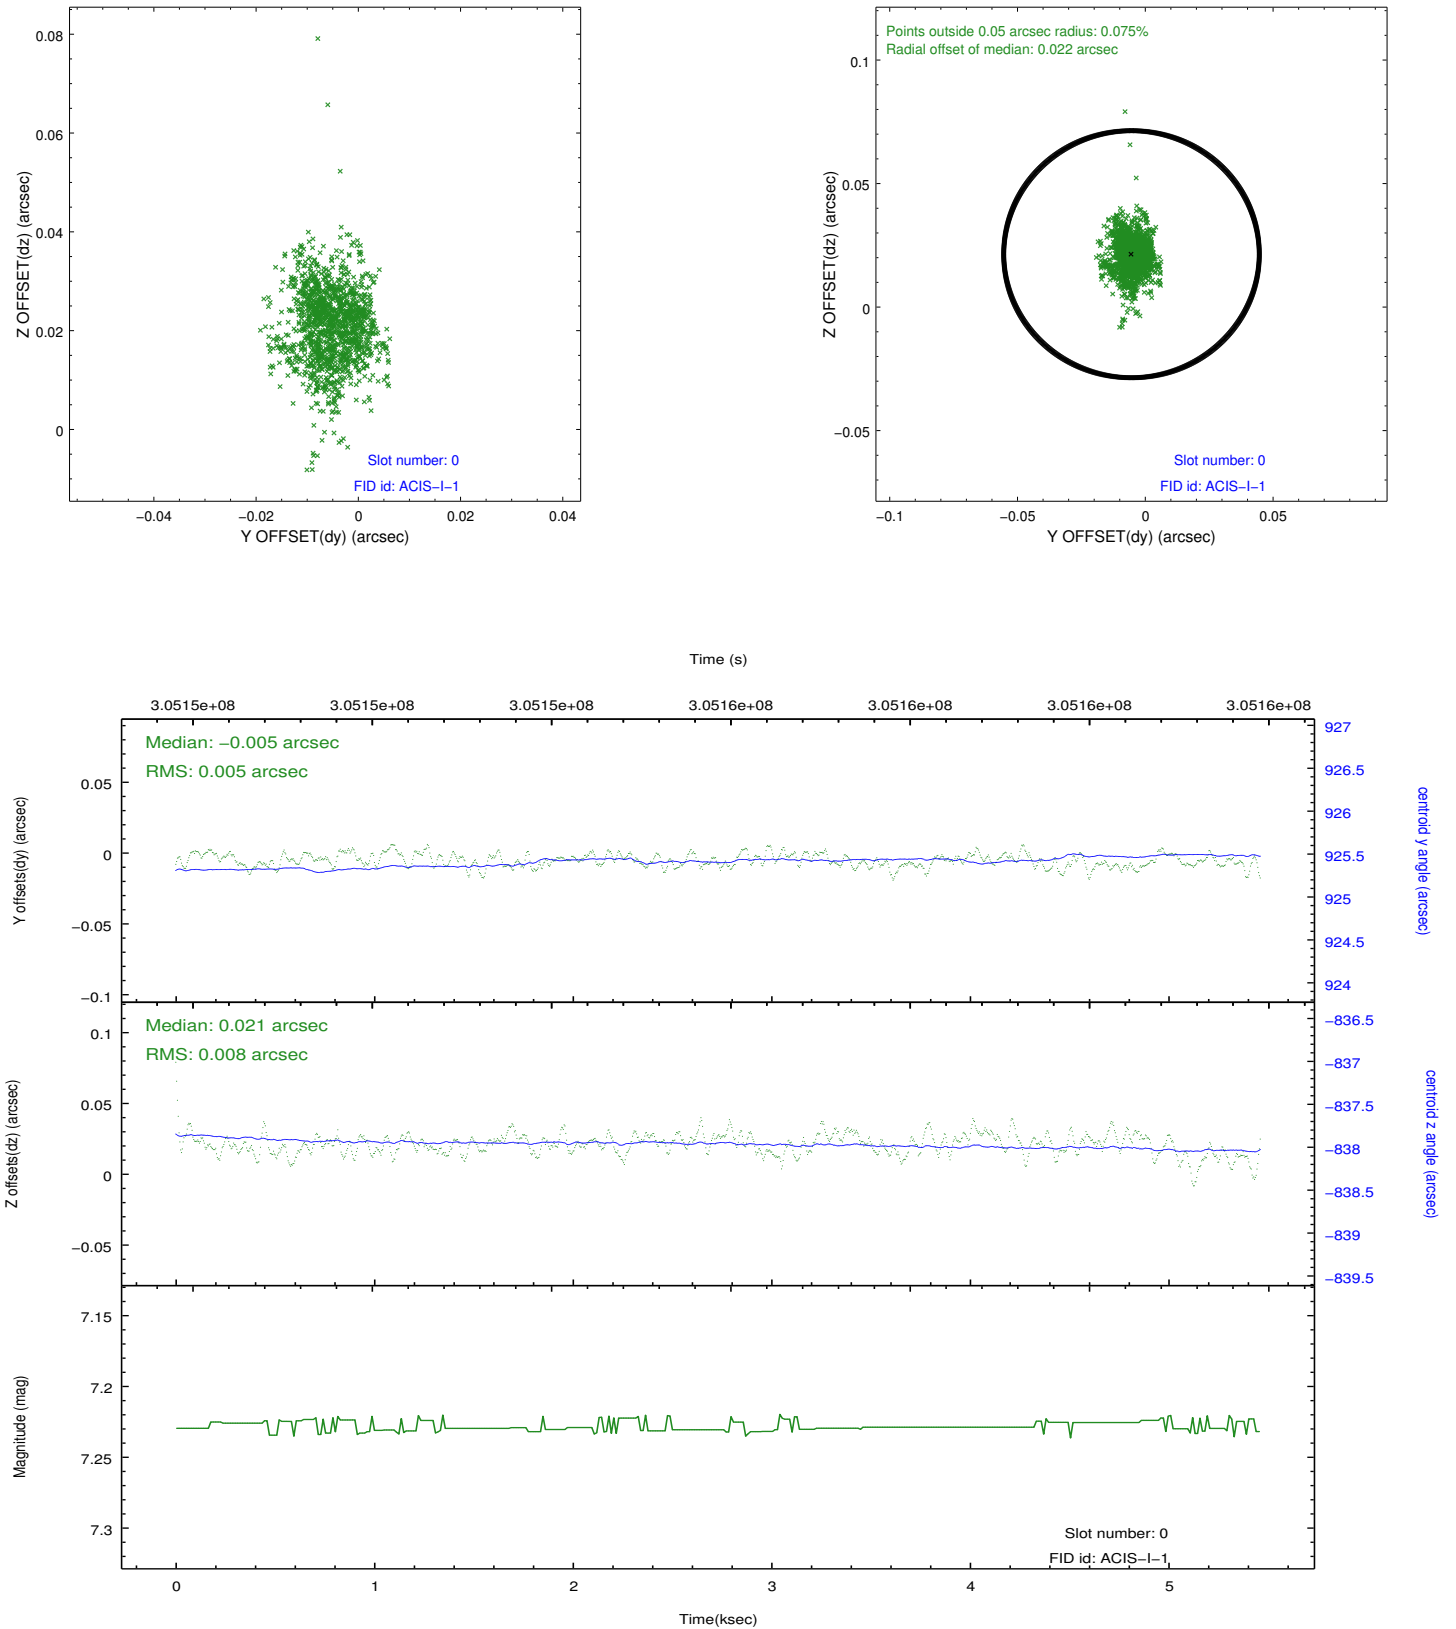 0.08
0.06
0.04
0.02
0
Z OFFSET(dz) (arcsec)
Slot number: 0
FID id: ACIS−I−1
−0.04
−0.02
0
0.02
0.04
Y OFFSET(dy) (arcsec)
Points outside 0.05 arcsec radius: 0.075%
Radial offset of median: 0.022 arcsec
0.1
0.05
0
−0.05
Z OFFSET(dz) (arcsec)
Slot number: 0
FID id: ACIS−I−1
−0.1
−0.05
0
0.05
Y OFFSET(dy) (arcsec)
Time (s)
3.0515e+08
3.0515e+08
3.0515e+08
3.0516e+08
3.0516e+08
3.0516e+08
3.0516e+08
Median: −0.005 arcsec
RMS: 0.005 arcsec
0.05
0
−0.05
−0.1
Y offsets(dy) (arcsec)
927
926.5
926
925.5
925
924.5
924
centroid y angle (arcsec)
Median: 0.021 arcsec
RMS: 0.008 arcsec
0.1
0.05
0
−0.05
Z offsets(dz) (arcsec)
−836.5
−837
−837.5
−838
−838.5
−839
−839.5
centroid z angle (arcsec)
7.15
7.2
7.25
7.3
Magnitude (mag)
Slot number: 0
FID id: ACIS−I−1
0
1
2
3
4
5
Time(ksec)